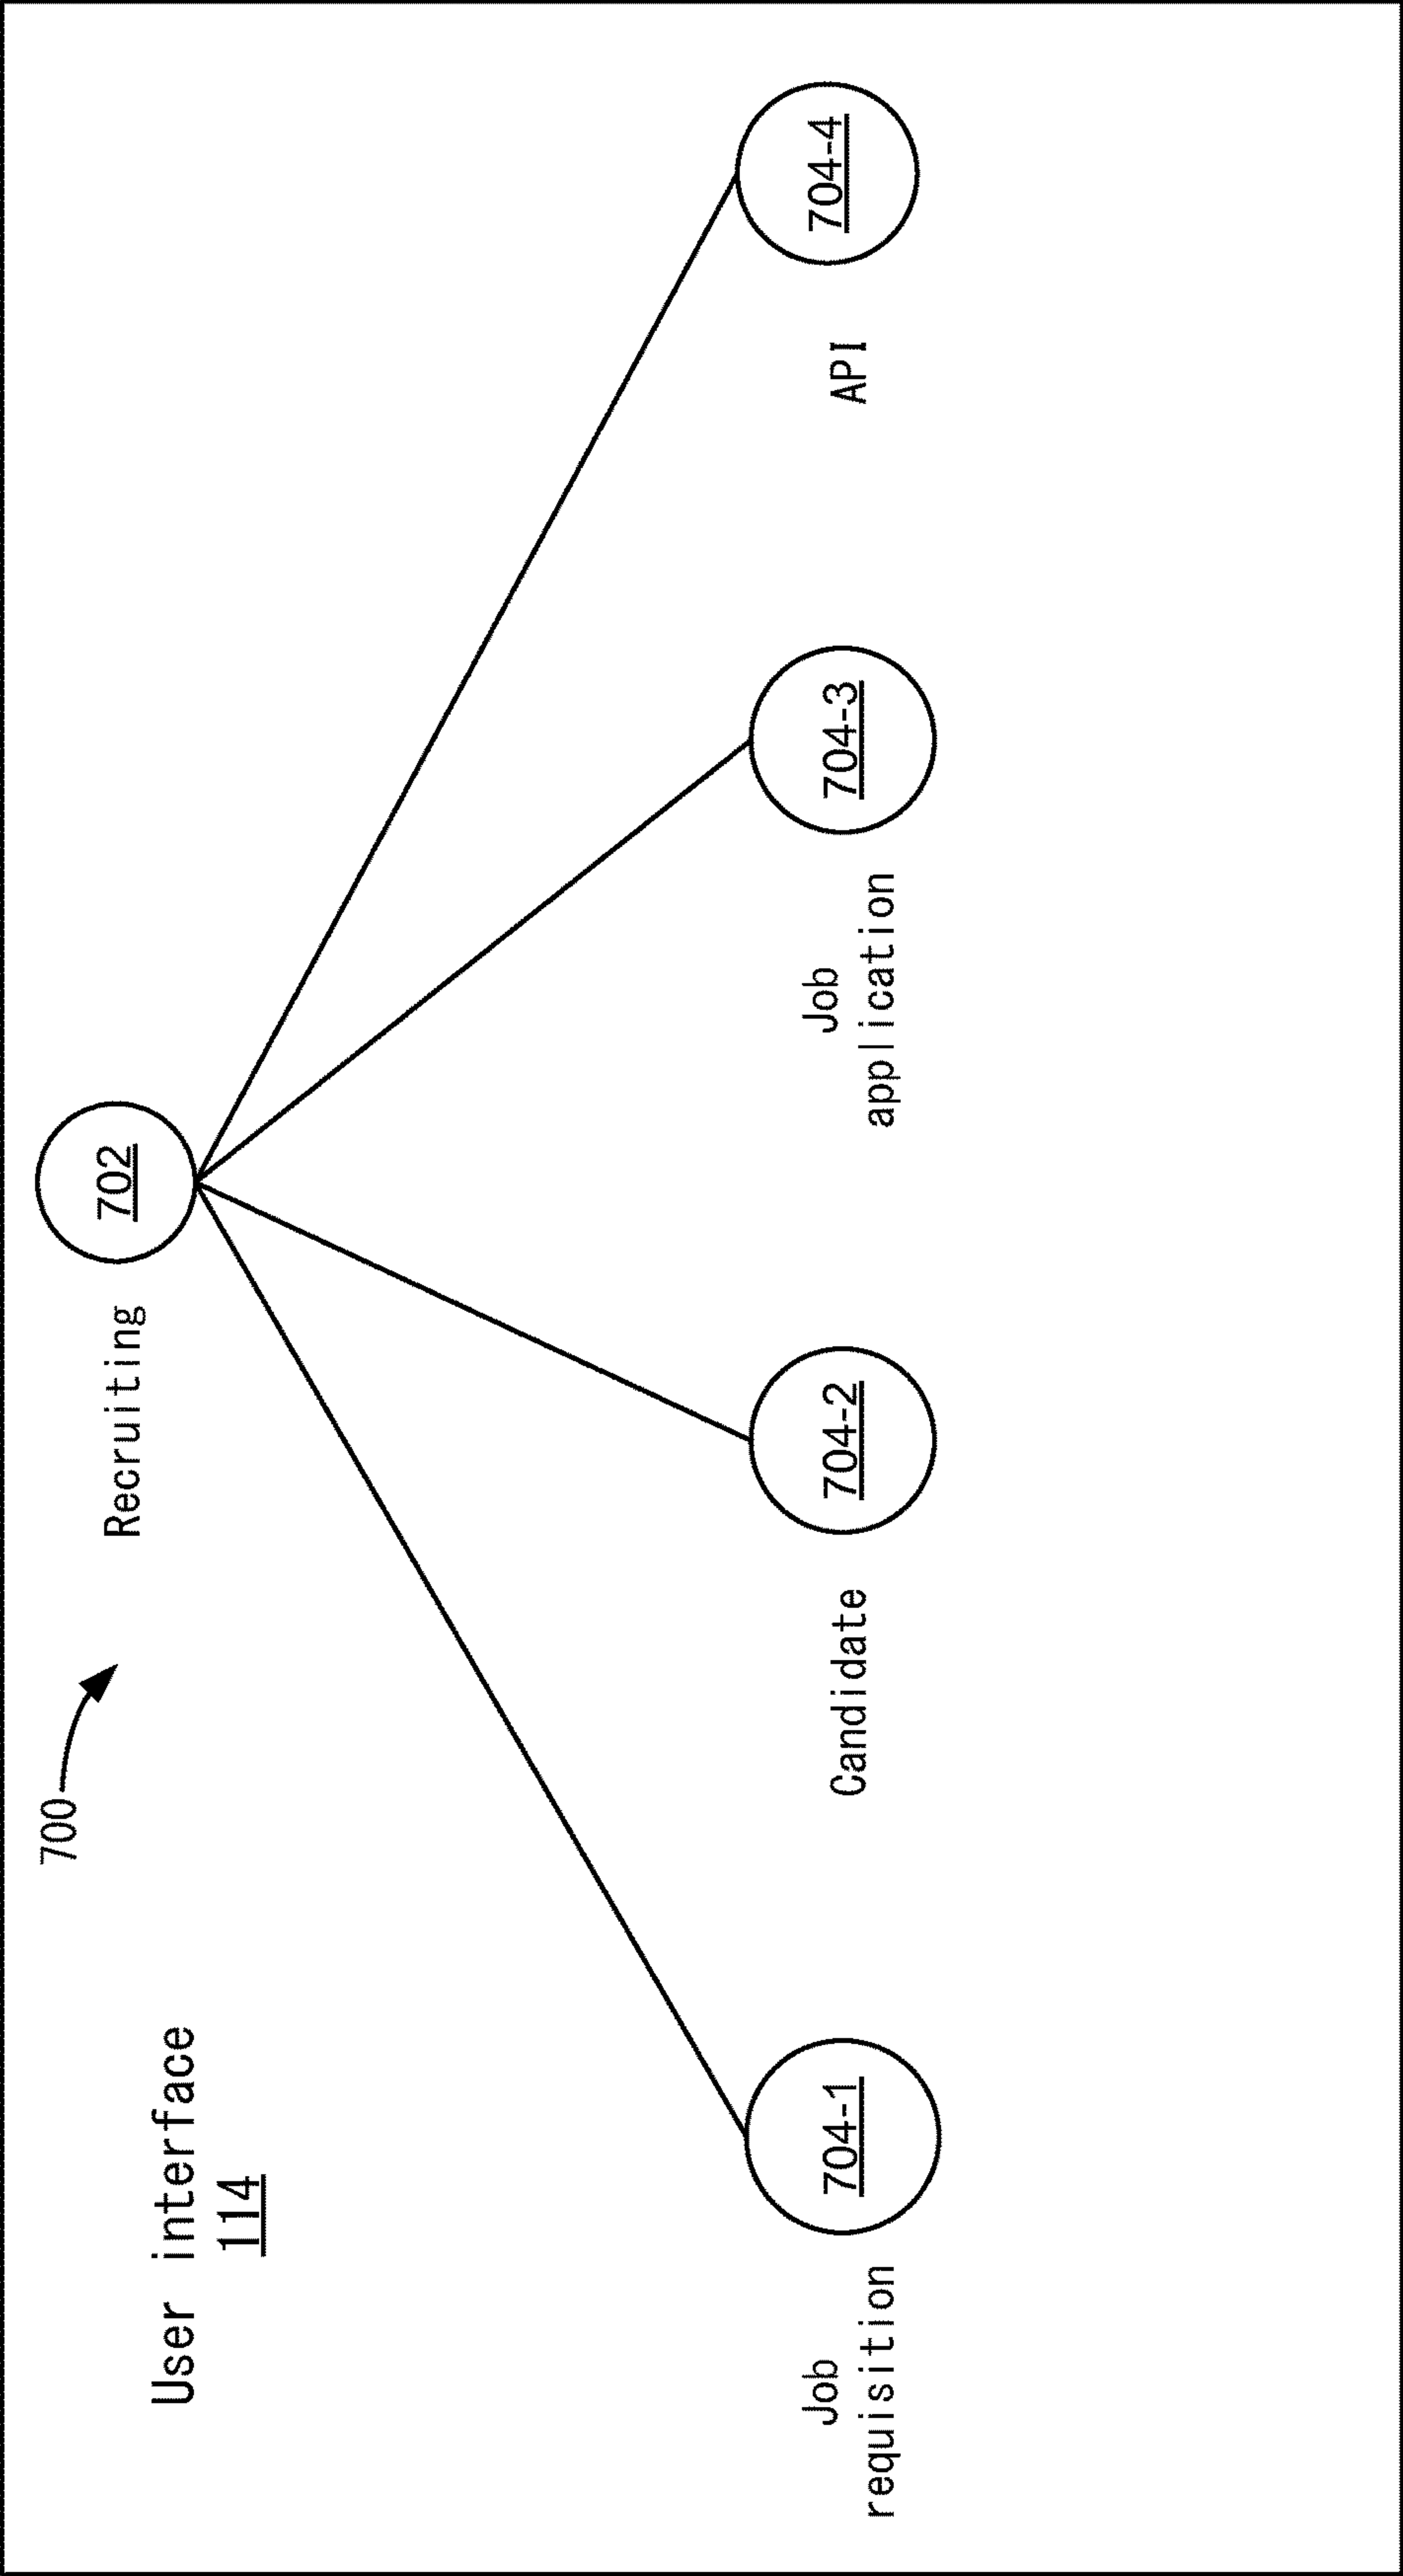 700
User interface
114
Recruiting
702
Job
requisition
704-1
Candidate
704-2
Job
application
704-3
API
704-4